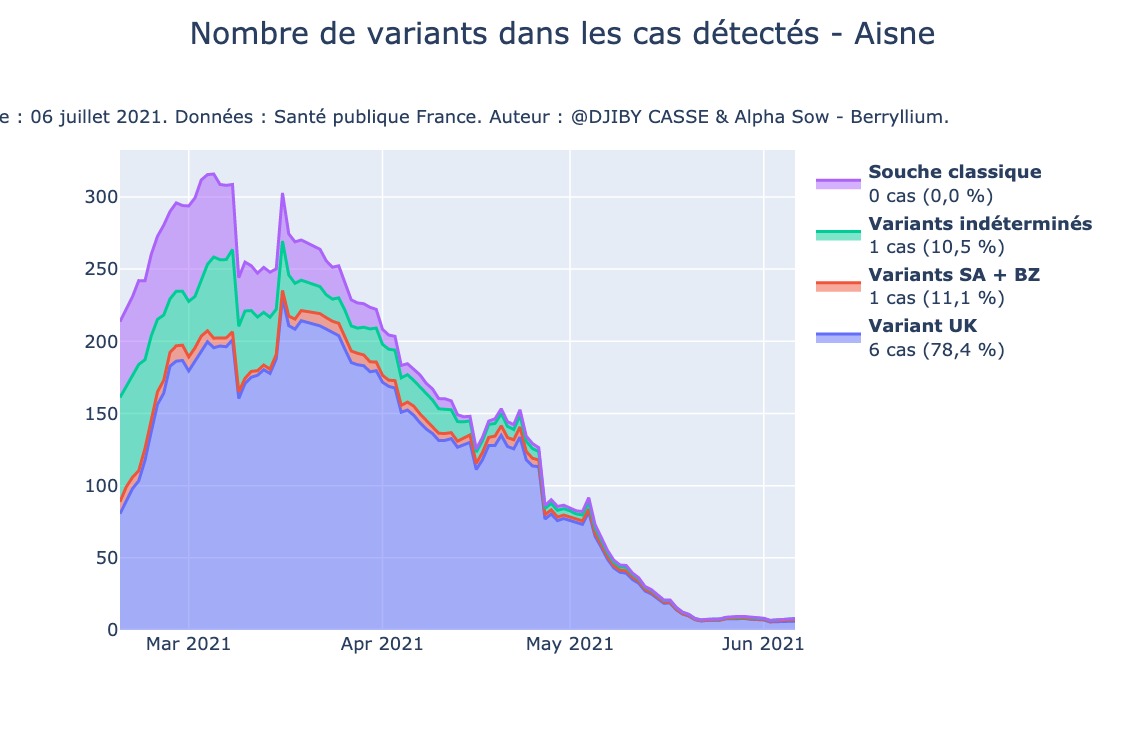 Nombre de variants dans les cas détectés - Aisne
e : 06 juillet 2021. Données : Santé publique France. Auteur : @DJIBY CASSE & Alpha Sow - Berryllium.
300
250
200
150
100
50
0
Mar 2021
Apr 2021
May 2021
Jun 2021
Souche classique
0 cas (0,0 %)
Variants indéterminés
1 cas (10,5 %)
Variants SA + BZ
1 cas (11,1 %)
Variant UK
6 cas (78,4 %)